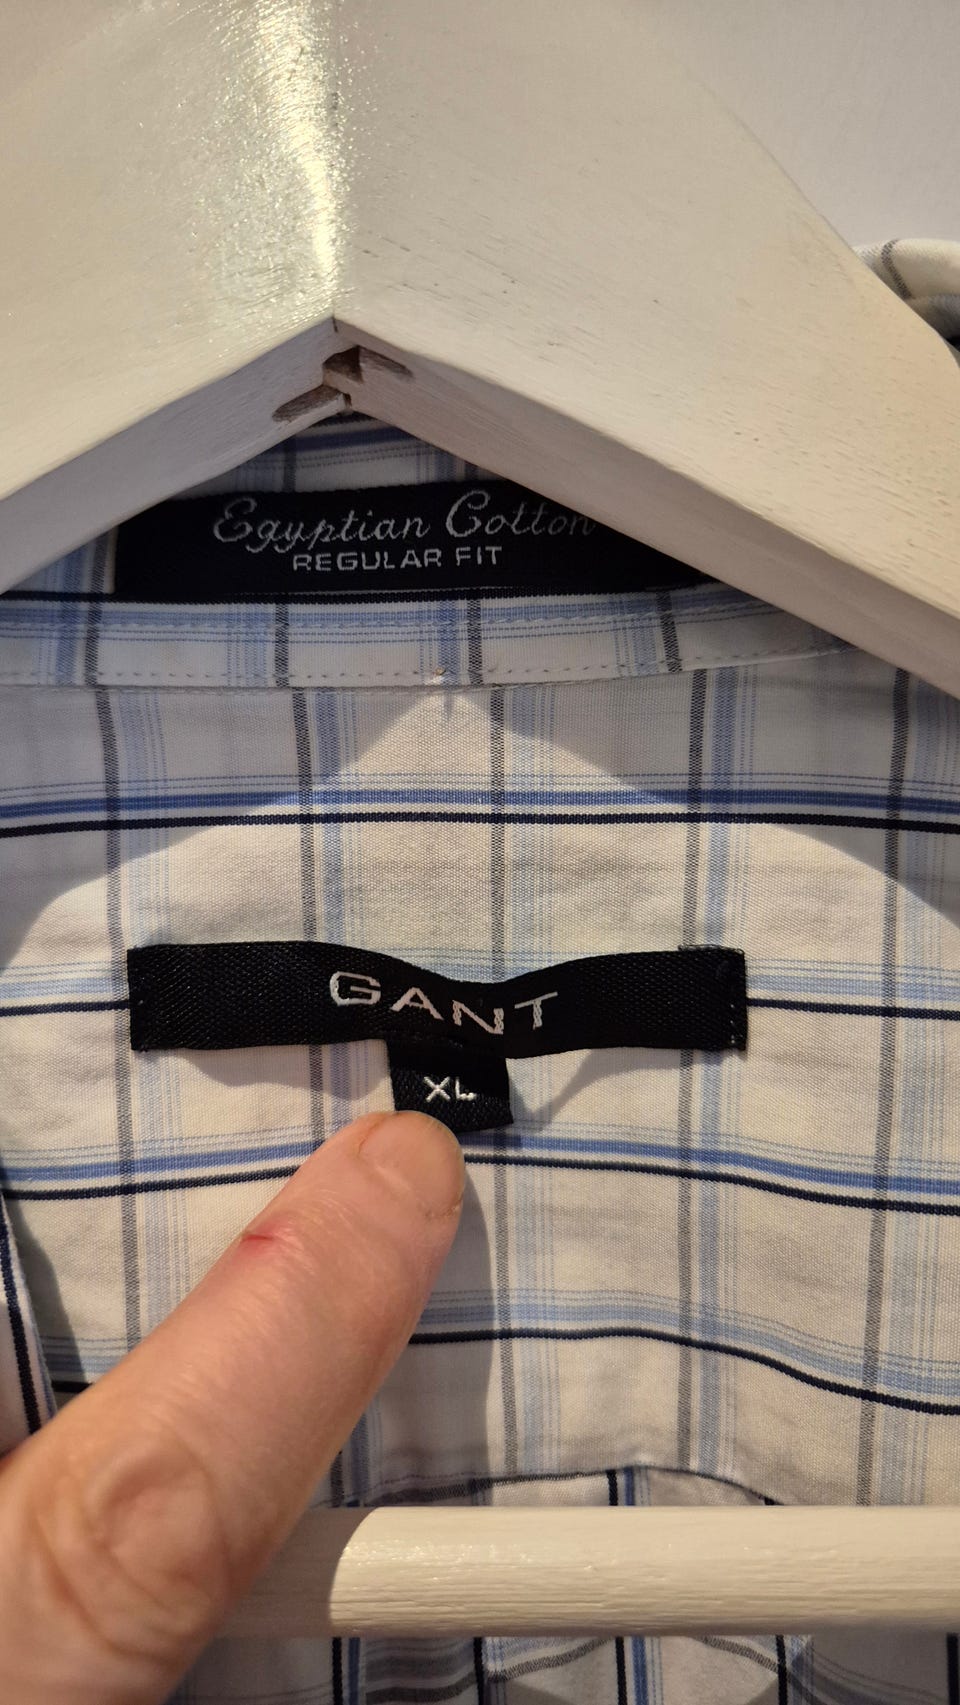 Egyptian Cotton
REGULAR FIT
GANT
XL